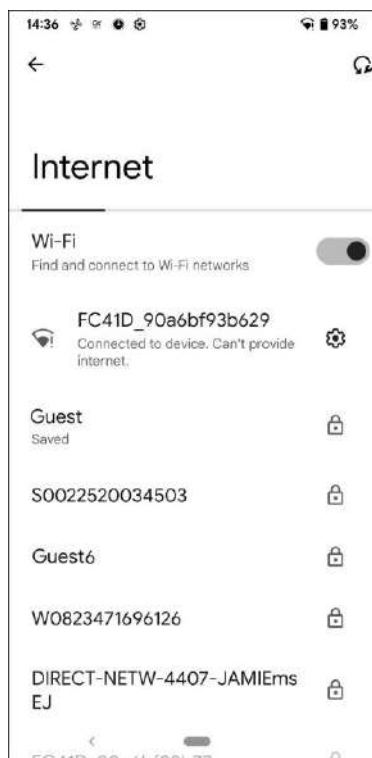 14:36 93%
Internet
Wi-Fi
Find and connect to Wi-Fi networks
FC41D_90a6bf93b629
Connected to device. Can't provide
internet.
Guest
Saved
S0022520034503
Guest6
W0823471696126
DIRECT-NETW-4407-JAMIEms
EJ